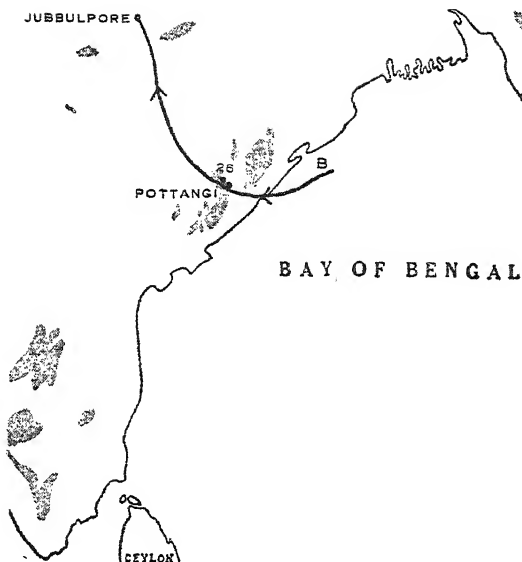 JUBBULPORE
26
B
POTTANGI
BAY OF BENGAL
CEYLON